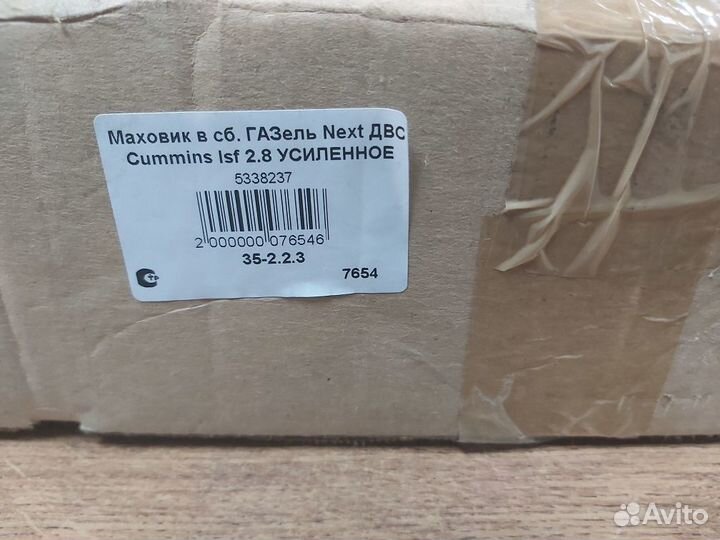 Маховик в сб. ГАЗель Next ДВС
Cummins lsf 2.8 УСИЛЕННОЕ
5338237
2 000000 076546
35-2.2.3
7654
Avito